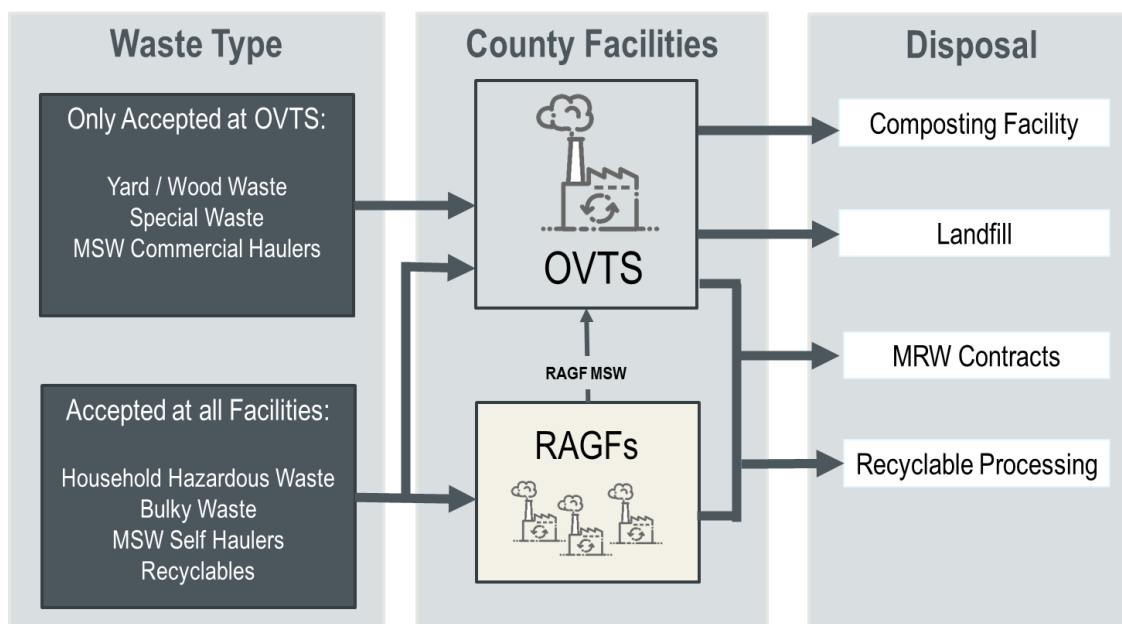 Waste Type
Only Accepted at OVTS:
Yard / Wood Waste
Special Waste
MSW Commercial Haulers
Accepted at all Facilities:
Household Hazardous Waste
Bulky Waste
MSW Self Haulers
Recyclables
County Facilities
OVTS
RAGF MSW
RAGFs
Disposal
Composting Facility
Landfill
MRW Contracts
Recyclable Processing